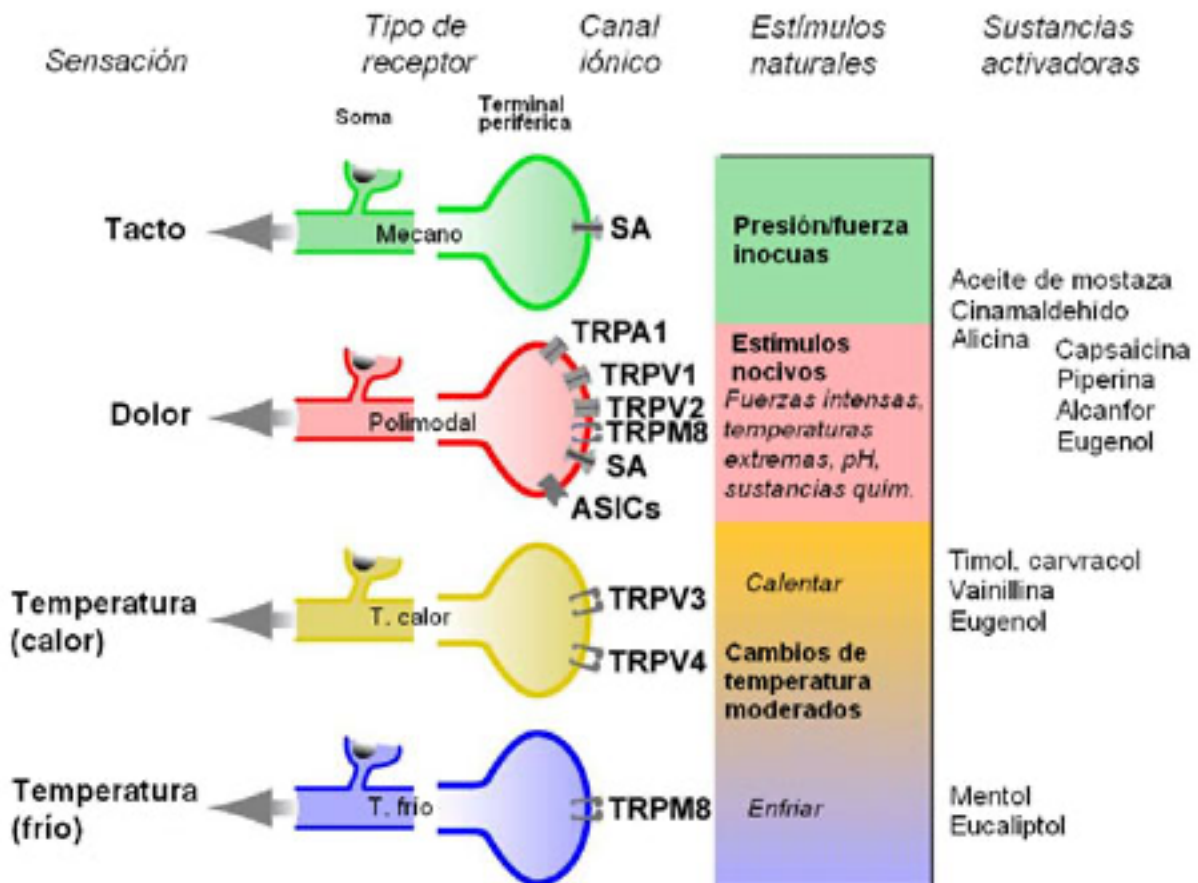 Sensación
Tipo de
receptor
Canal
iónico
Estímulos
naturales
Sustancias
activadoras
Soma
Terminal
periférica
Tacto
Mecano
SA
Presión/fuerza
inocuas
Aceite de mostaza
Cinamaldehido
Alicina
Capsaicina
Piperina
Alcanfor
Eugenol
Dolor
Polimodal
TRPA1
TRPV1
TRPV2
TRPM8
SA
ASICs
Estímulos
nocivos
Fuerzas intensas,
temperaturas
extremas, pH,
sustancias quím.
Temperatura
(calor)
T. calor
TRPV3
TRPV4
Calentar
Cambios de
temperatura
moderados
Timol, carvracol
Vainillina
Eugenol
Temperatura
(frío)
T. frío
TRPM8
Enfriar
Mentol
Eucaliptol